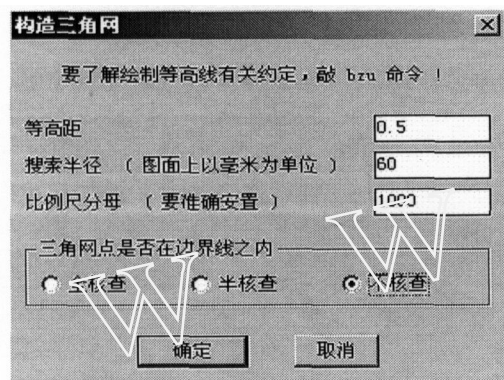 构造三角网
要了解绘制等高线有关约定，敲 bzu 命令 ！
等高距 0.5
搜索半径 （ 图面上以毫米为单位 ） 60
比例尺分母 （ 要准确安置 ） 1000
三角网点是否在边界线之内
全核查 半核查 不核查
确定 取消
W W